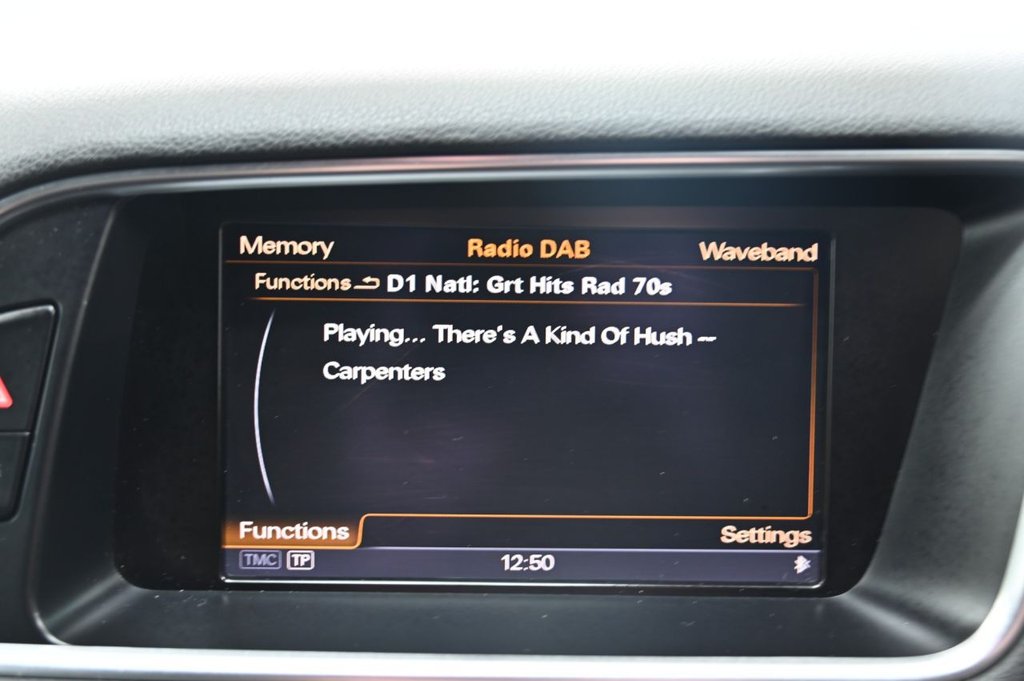 Memory Radio DAB Waveband
Functions D1 Natl: Grt Hits Rad 70s
Playing... There's A Kind Of Hush --
Carpenters
Functions Settings
TMC TP 12:50